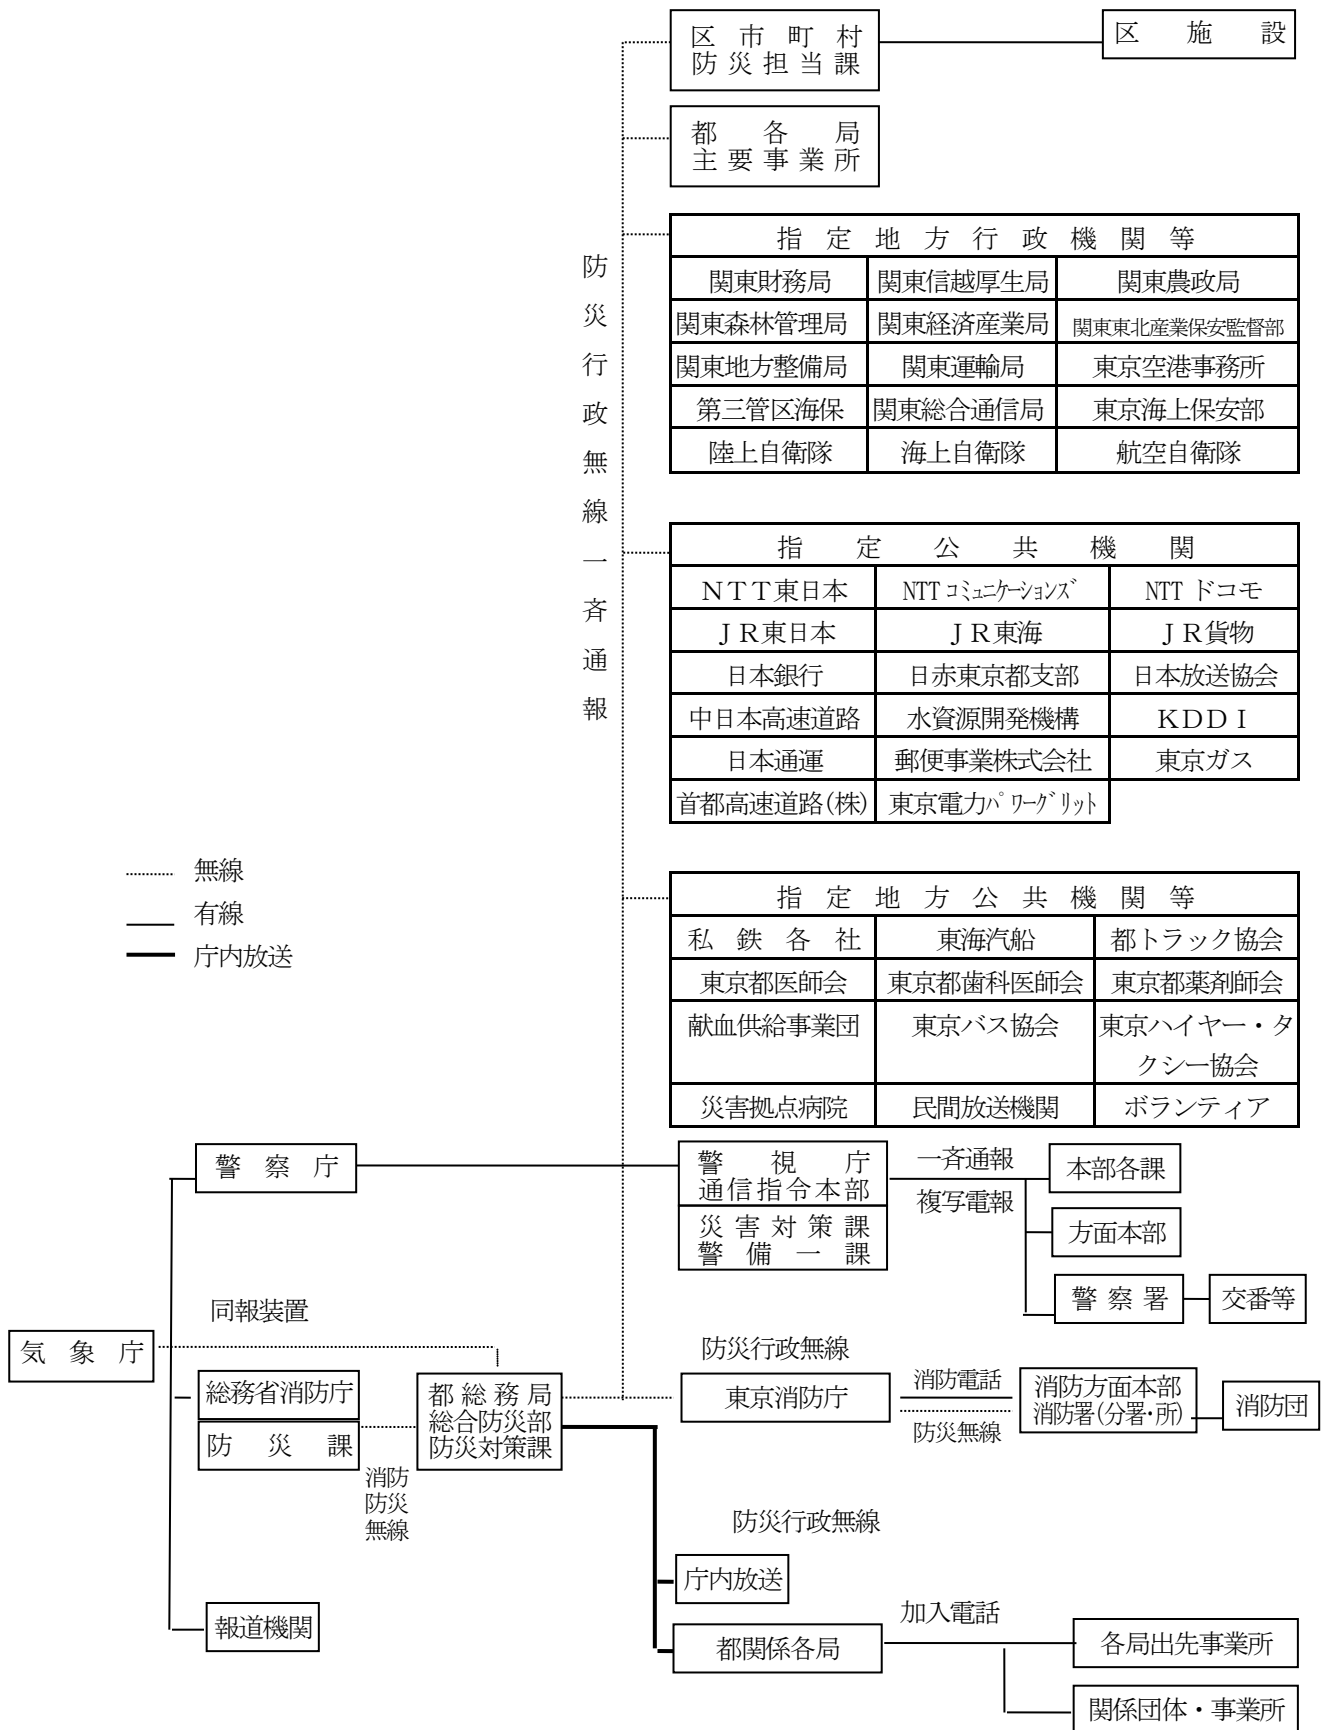 区市町村
防災担当課
区施設
都各局
主要事業所
防災行政無線一斉通報
指定地方行政機関等
関東財務局 関東信越厚生局 関東農政局
関東森林管理局 関東経済産業局 関東東北産業保安監督部
関東地方整備局 関東運輸局 東京空港事務所
第三管区海保 関東総合通信局 東京海上保安部
陸上自衛隊 海上自衛隊 航空自衛隊
指定公共機関
NTT東日本 NTTコミュニケーションズ NTTドコモ
JR東日本 JR東海 JR貨物
日本銀行 日赤東京都支部 日本放送協会
中日本高速道路 水資源開発機構 KDDI
日本通運 郵便事業株式会社 東京ガス
首都高速道路(株) 東京電力パワーグリット
無線
有線
庁内放送
指定地方公共機関等
私鉄各社 東海汽船 都トラック協会
東京都医師会 東京都歯科医師会 東京都薬剤師会
献血供給事業団 東京バス協会 東京ハイヤー・タ
クシー協会
災害拠点病院 民間放送機関 ボランティア
警察庁
警視庁
通信指令本部
災害対策課
警備一課
一斉通報
複写電報
本部各課
方面本部
警察署
交番等
同報装置
気象庁
総務省消防庁
防災課
消防
防災
無線
都総務局
総合防災部
防災対策課
防災行政無線
東京消防庁
消防電話
防災無線
消防方面本部
消防署(分署・所)
消防団
防災行政無線
庁内放送
報道機関
都関係各局
加入電話
各局出先事業所
関係団体・事業所